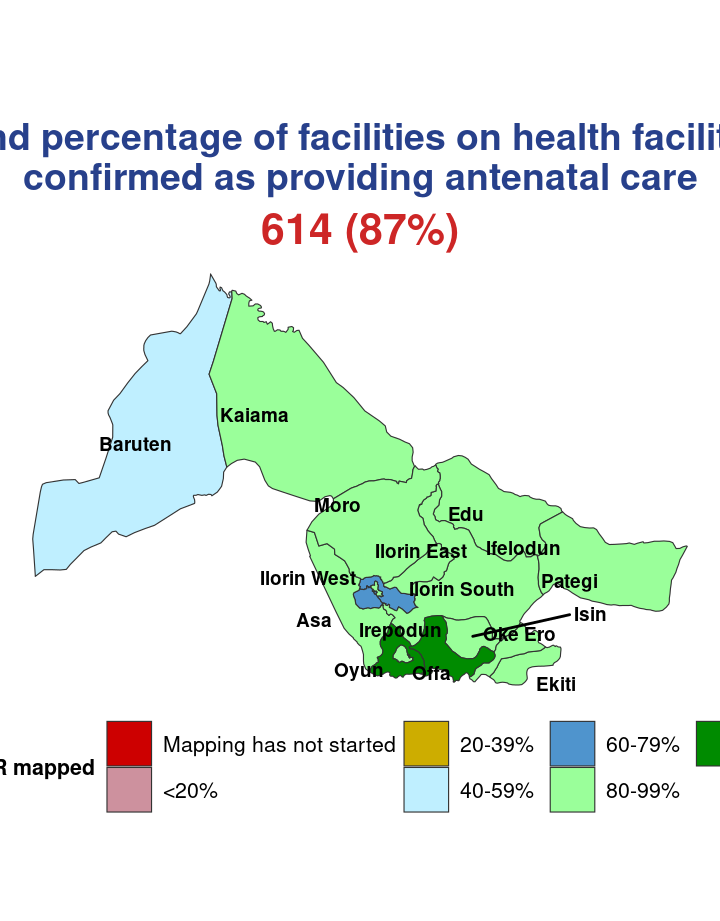 nd percentage of facilities on health facilit
confirmed as providing antenatal care
614 (87%)
Kaiama
Baruten
Moro
Edu
Ilorin East
Ifelodun
Ilorin West
Ilorin South
Pategi
Isin
Asa
Irepodun
Oke Ero
Oyun
Offa
Ekiti
R mapped
Mapping has not started
20-39%
60-79%
<20%
40-59%
80-99%